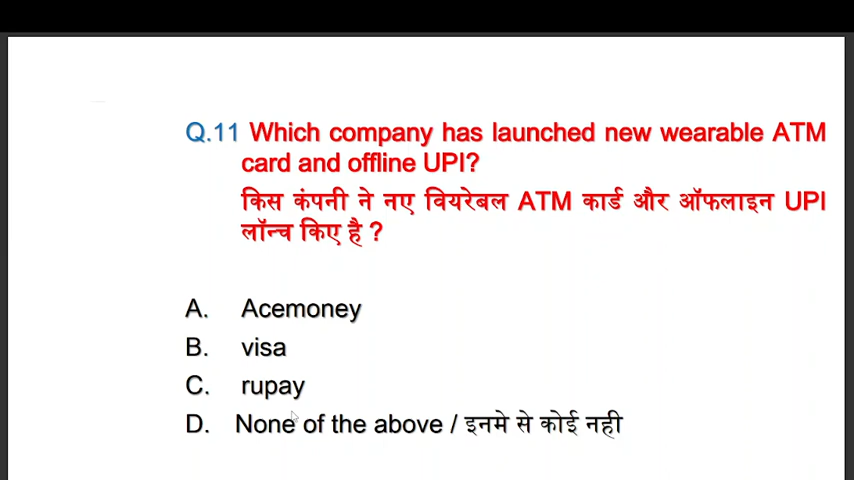 Q.11 Which company has launched new wearable ATM
card and offline UPI?
किस कंपनी ने नए वियरेबल ATM कार्ड और ऑफलाइन UPI
लॉन्च किए है ?
A. Acemoney
B. visa
C. rupay
D. None of the above / इनमे से कोई नही